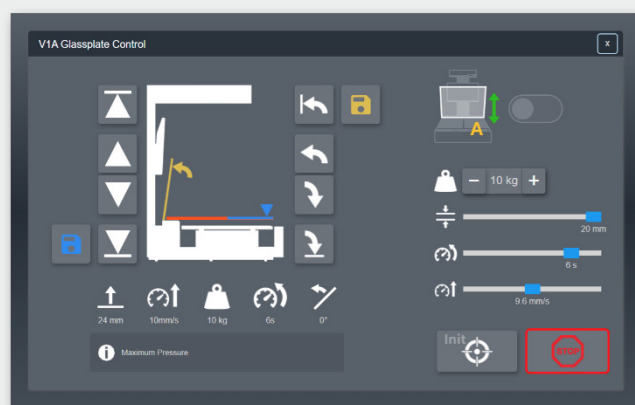 V1A Glassplate Control
x
A
10 kg
20 mm
6 s
9.6 mm/s
24 mm
10mm/s
10 kg
6s
0°
Maximum Pressure
Init
STOP